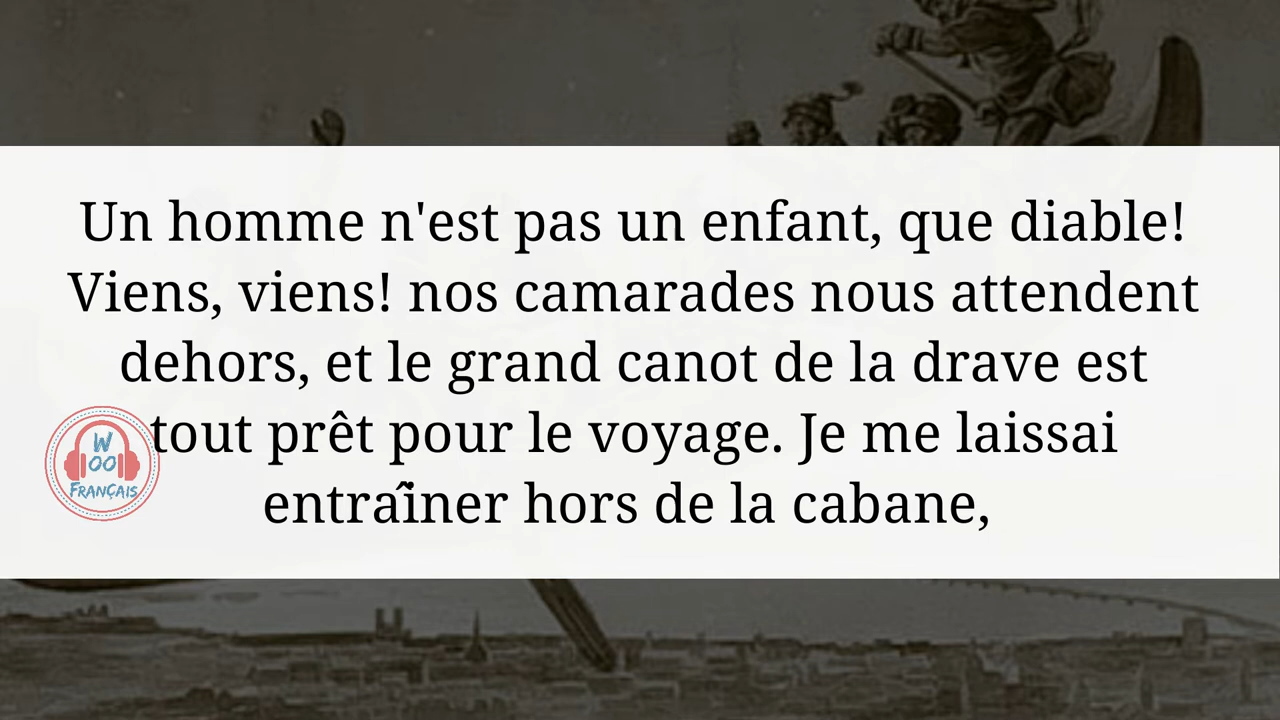 Un homme n'est pas un enfant, que diable!
Viens, viens! nos camarades nous attendent
dehors, et le grand canot de la drave est
tout prêt pour le voyage. Je me laissai
entraîner hors de la cabane,
W
OO
FRANÇAIS